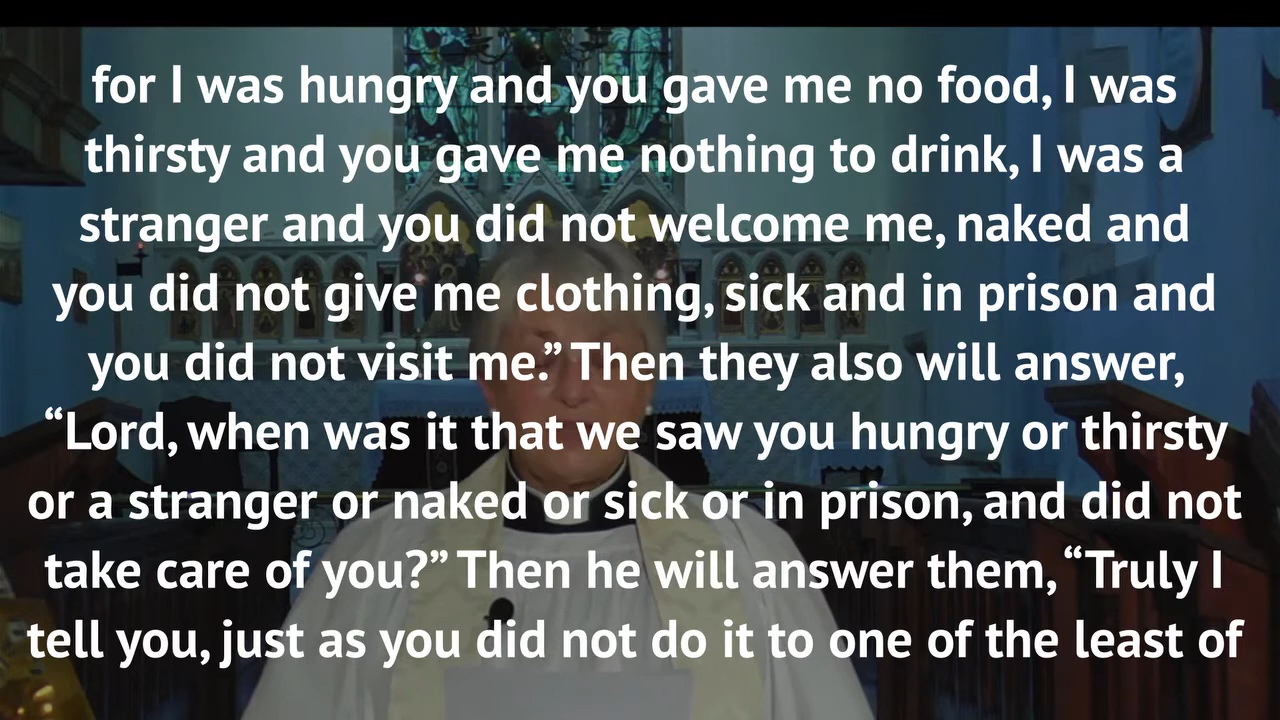 for I was hungry and you gave me no food, I was
thirsty and you gave me nothing to drink, I was a
stranger and you did not welcome me, naked and
you did not give me clothing, sick and in prison and
you did not visit me.” Then they also will answer,
“Lord, when was it that we saw you hungry or thirsty
or a stranger or naked or sick or in prison, and did not
take care of you?” Then he will answer them, “Truly I
tell you, just as you did not do it to one of the least of